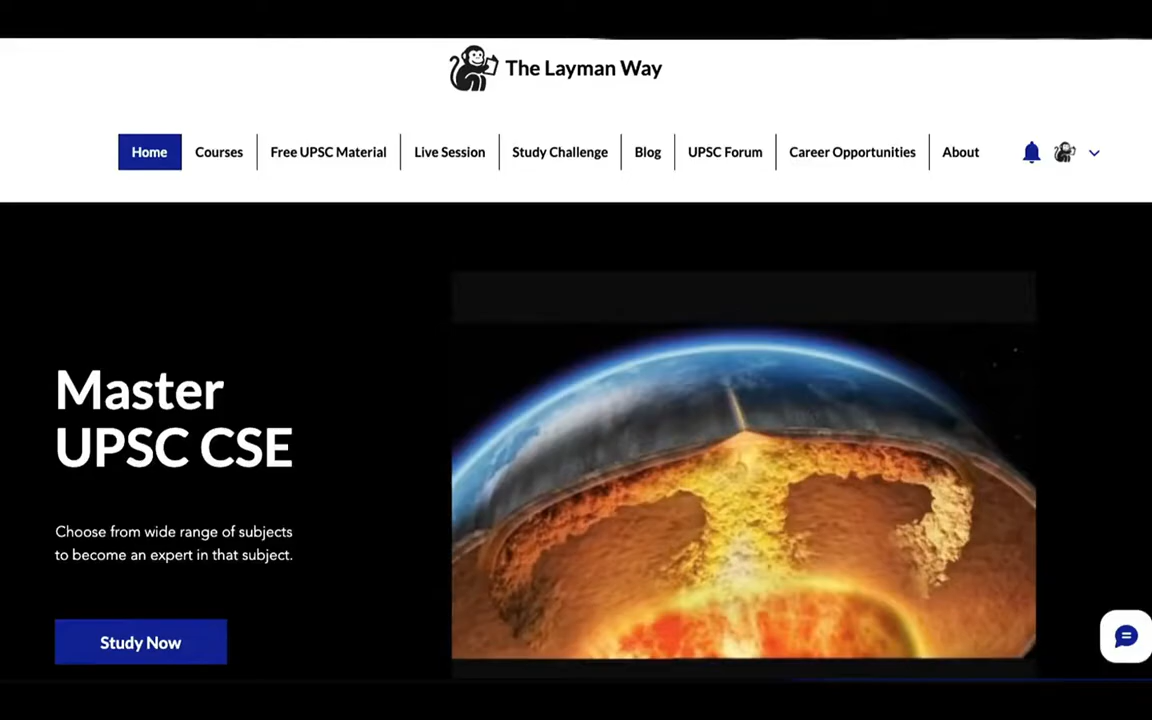 The Layman Way
Home Courses Free UPSC Material Live Session Study Challenge Blog UPSC Forum Career Opportunities About
Master
UPSC CSE
Choose from wide range of subjects
to become an expert in that subject.
Study Now